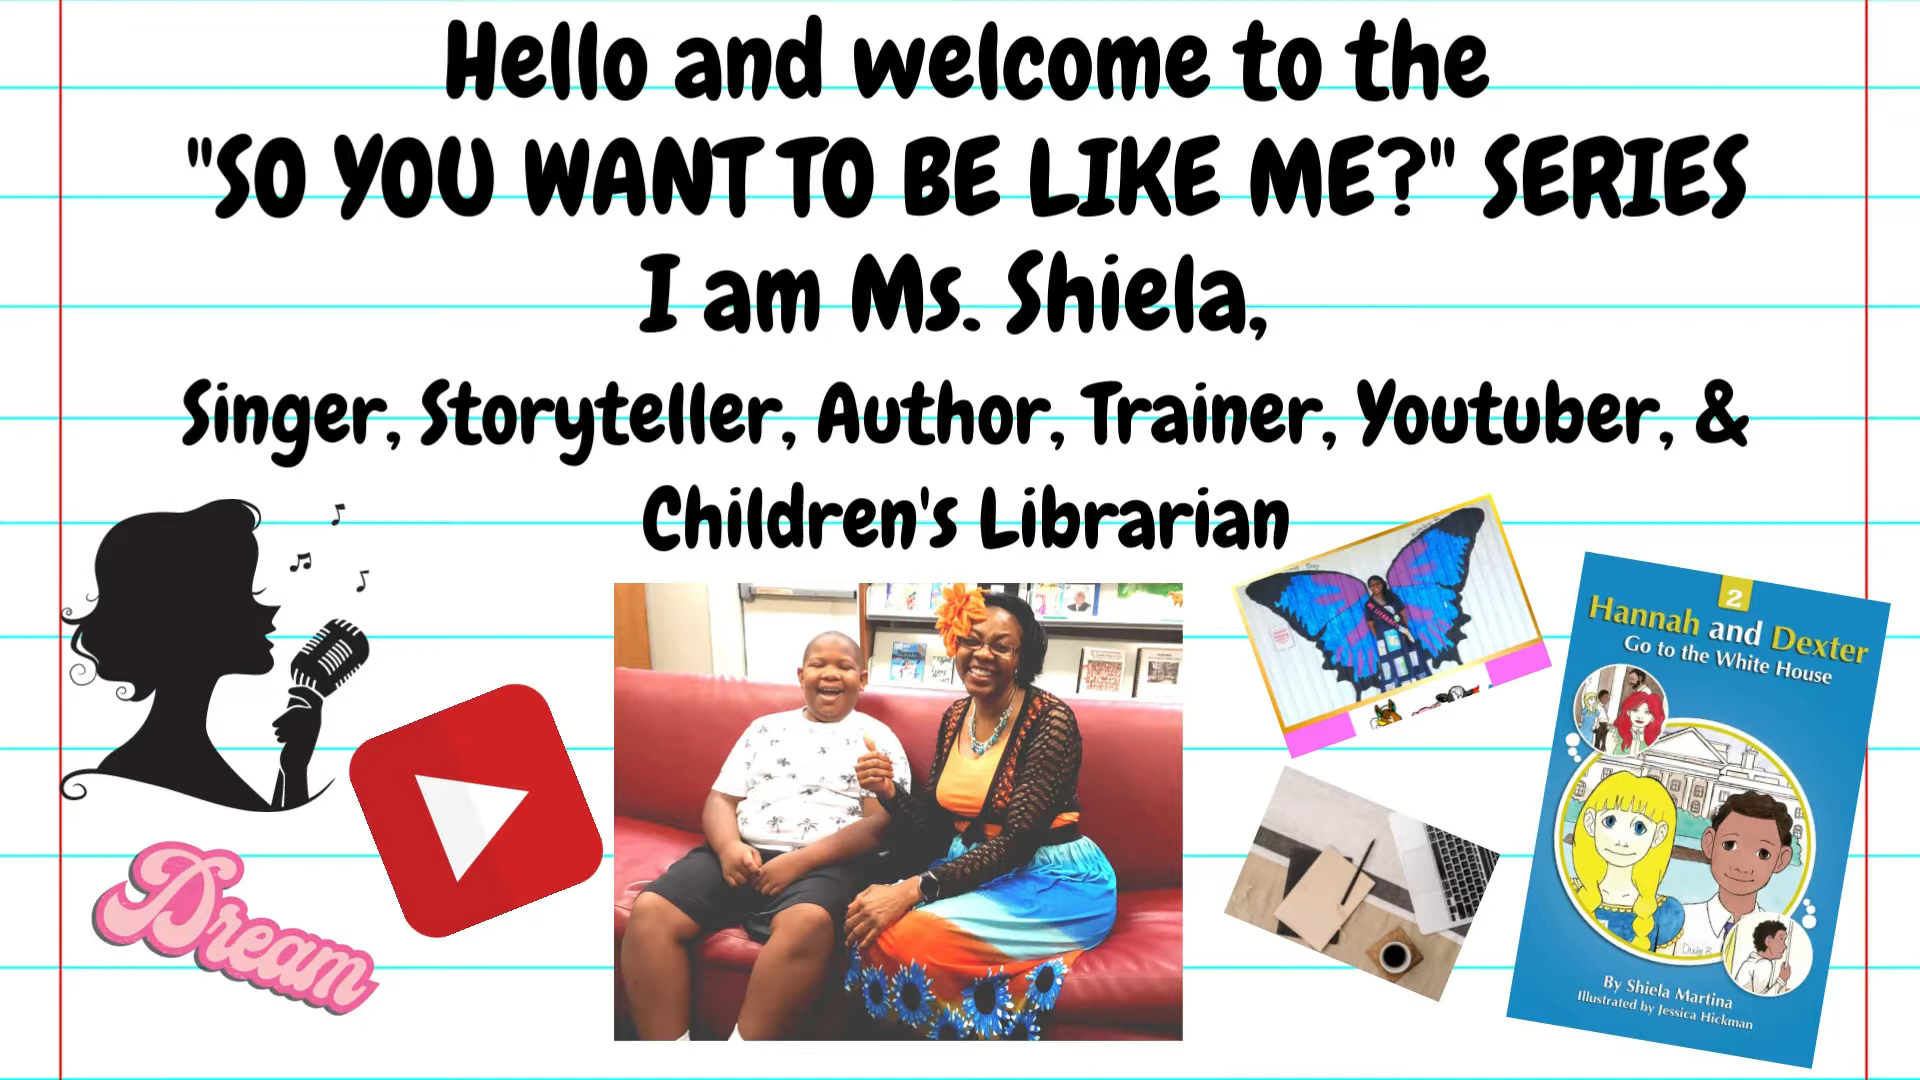 Hello and welcome to the
"SO YOU WANT TO BE LIKE ME?" SERIES
I am Ms. Shiela,
Singer, Storyteller, Author, Trainer, Youtuber, &
Children's Librarian
Dream
2
Hannah and Dexter
Go to the White House
By Shiela Martina
Illustrated by Jessica Hickman